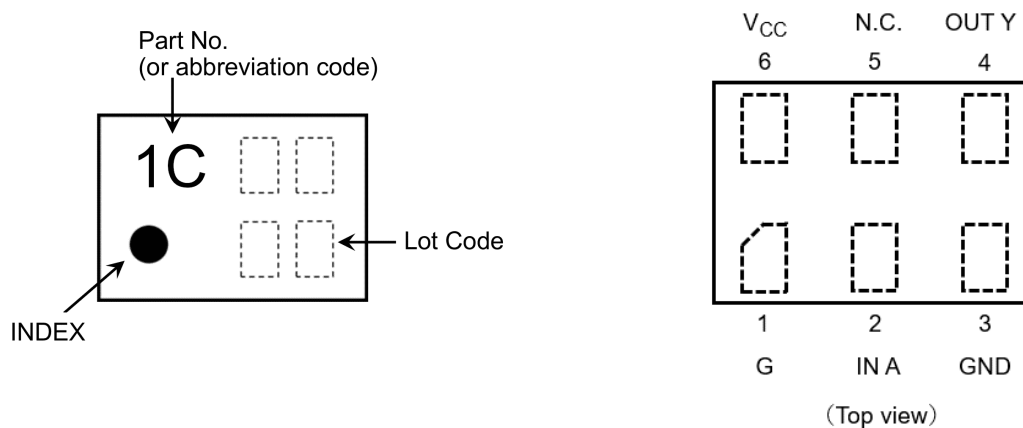 Part No.
(or abbreviation code)
1C
Lot Code
INDEX
VCC N.C. OUT Y
6 5 4
1 2 3
G IN A GND
(Top view)